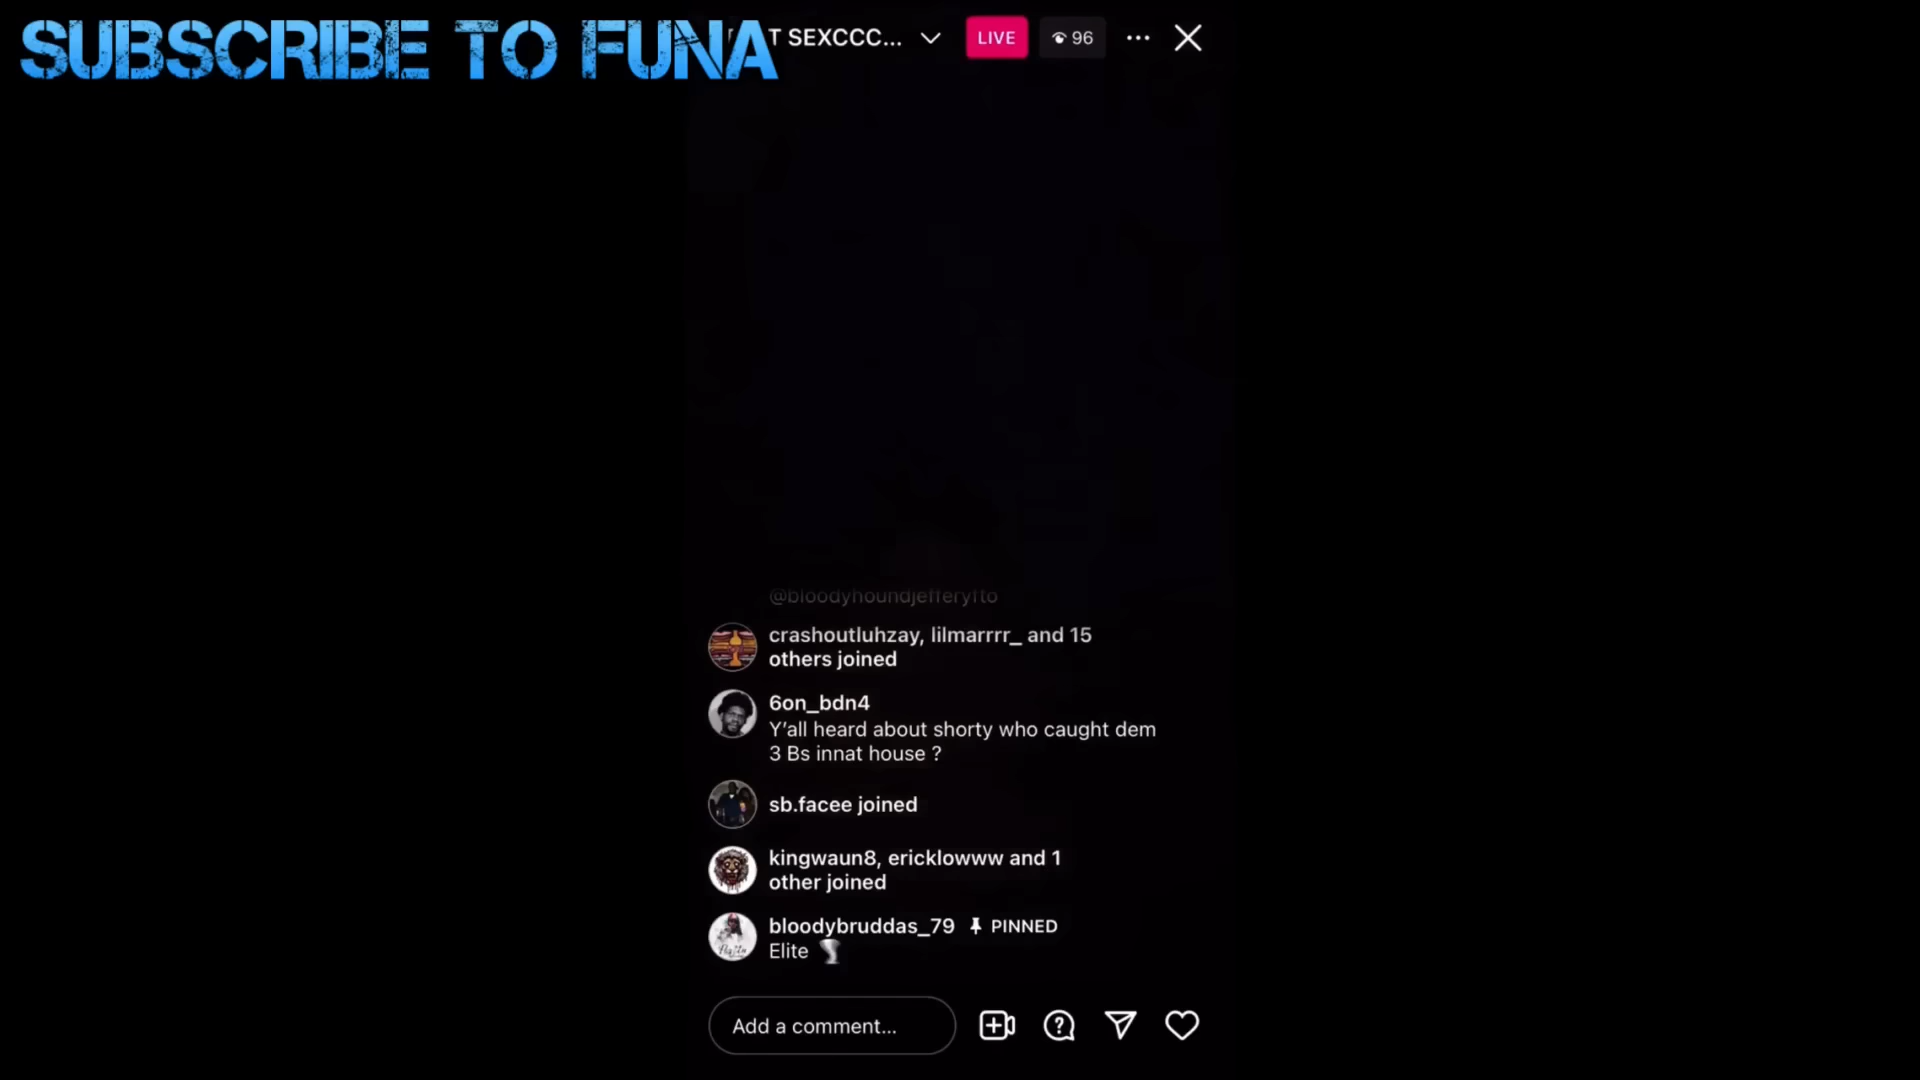 SUBSCRIBE TO FUNA
T SEXCCC...
LIVE
96
@bloodyhoundjefferyfto
crashoutluhzay, lilmarrrr_ and 15
others joined
6on_bdn4
Y'all heard about shorty who caught dem
3 Bs innat house ?
sb.facee joined
kingwaun8, ericklowww and 1
other joined
bloodybruddas_79 PINNED
Elite 🌪️
Add a comment...